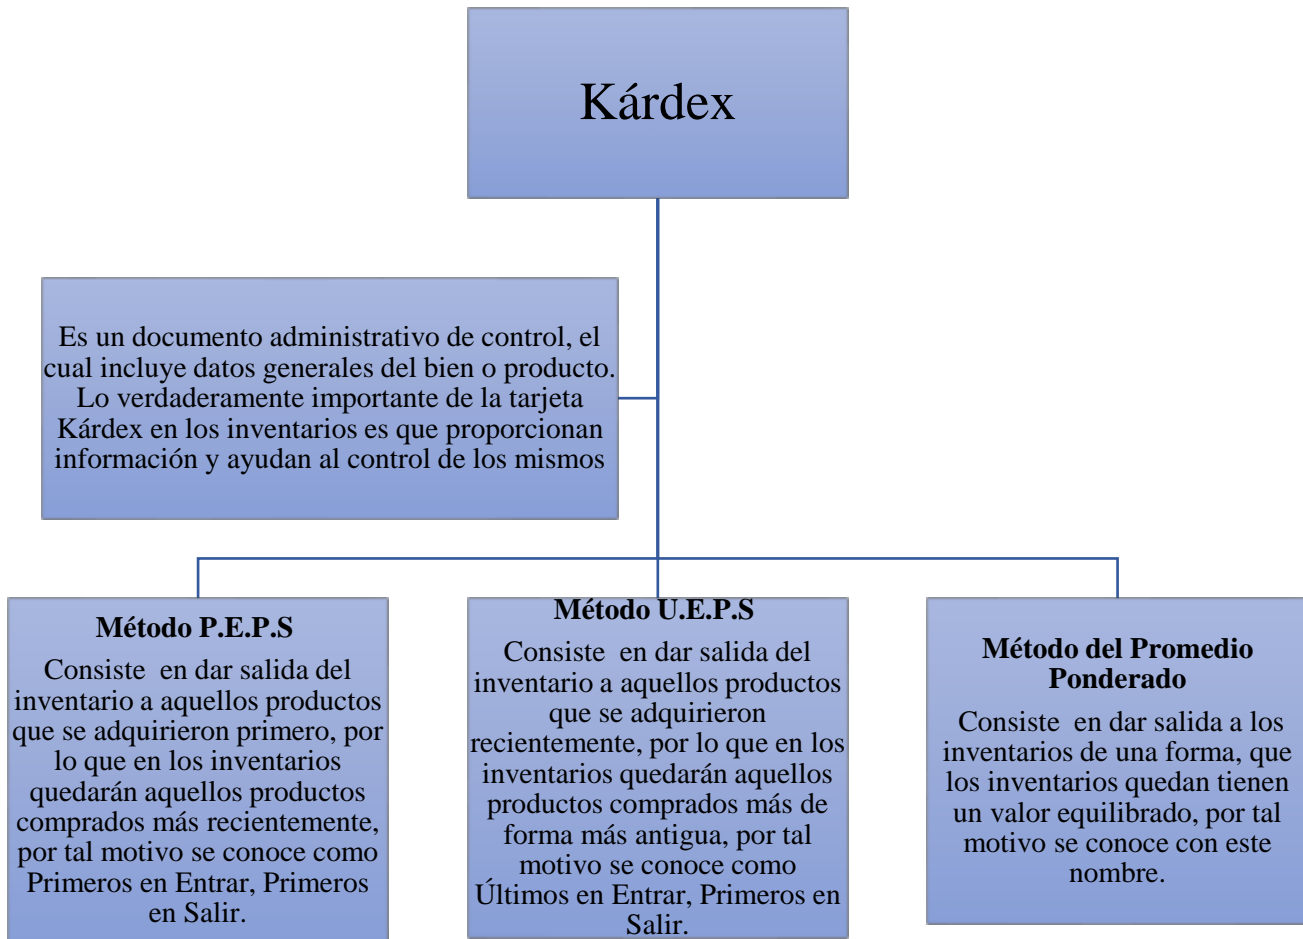 Kárdex
Es un documento administrativo de control, el
cual incluye datos generales del bien o producto.
Lo verdaderamente importante de la tarjeta
Kárdex en los inventarios es que proporcionan
información y ayudan al control de los mismos
Método P.E.P.S
Consiste  en dar salida del
inventario a aquellos productos
que se adquirieron primero, por
lo que en los inventarios
quedarán aquellos productos
comprados más recientemente,
por tal motivo se conoce como
Primeros en Entrar, Primeros
en Salir.
Método U.E.P.S
Consiste  en dar salida del
inventario a aquellos productos
que se adquirieron
recientemente, por lo que en los
inventarios quedarán aquellos
productos comprados más de
forma más antigua, por tal
motivo se conoce como
Últimos en Entrar, Primeros en
Salir.
Método del Promedio
Ponderado
Consiste  en dar salida a los
inventarios de una forma, que
los inventarios quedan tienen
un valor equilibrado, por tal
motivo se conoce con este
nombre.